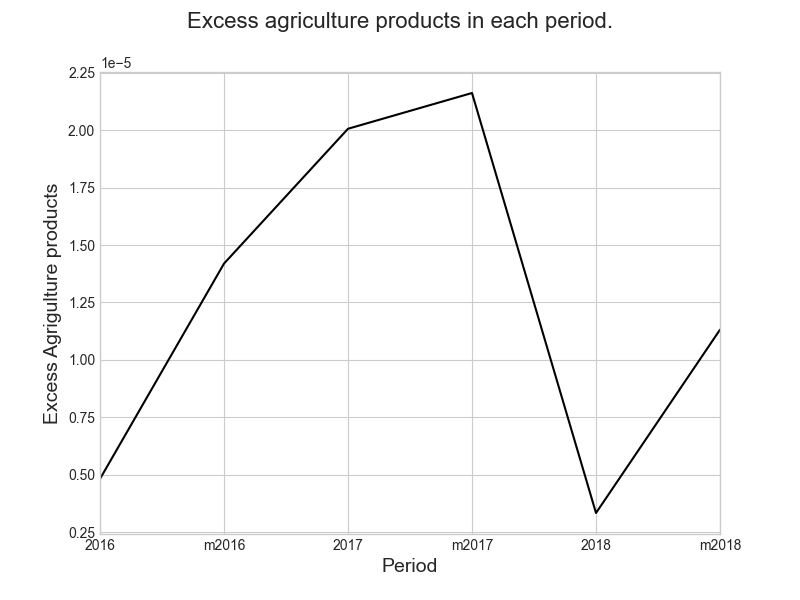 Excess agriculture products in each period.
1e−5
2.25
2.00
1.75
1.50
1.25
1.00
0.75
0.50
0.25
Excess Agrigulture products
2016 m2016 2017 m2017 2018 m2018
Period